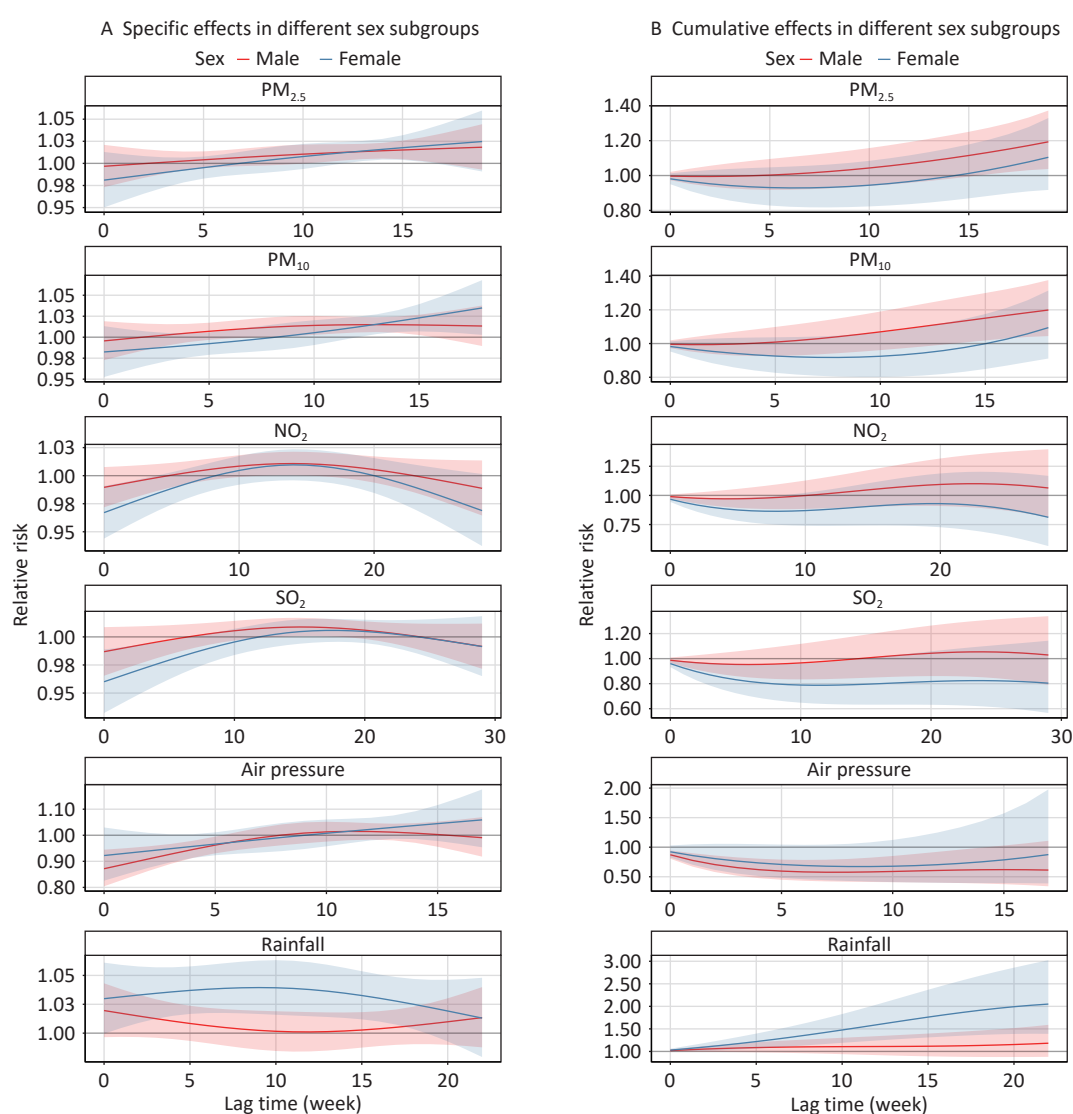 A Specific effects in different sex subgroups
Sex Male Female
PM2.5
1.05
1.03
1.00
0.98
0.95
0 5 10 15
PM10
1.05
1.03
1.00
0.98
0.95
0 5 10 15
NO2
1.03
1.00
0.98
0.95
0 10 20
SO2
1.00
0.98
0.95
0 10 20 30
Air pressure
1.10
1.00
0.90
0.80
0 5 10 15
Rainfall
1.05
1.03
1.00
0 5 10 15 20
Lag time (week)
Relative risk
B Cumulative effects in different sex subgroups
Sex Male Female
PM2.5
1.40
1.20
1.00
0.80
0 5 10 15
PM10
1.40
1.20
1.00
0.80
0 5 10 15
NO2
1.25
1.00
0.75
0 10 20
SO2
1.20
1.00
0.80
0.60
0 10 20 30
Air pressure
2.00
1.50
1.00
0.50
0 5 10 15
Rainfall
3.00
2.00
1.50
1.00
0 5 10 15 20
Lag time (week)
Relative risk